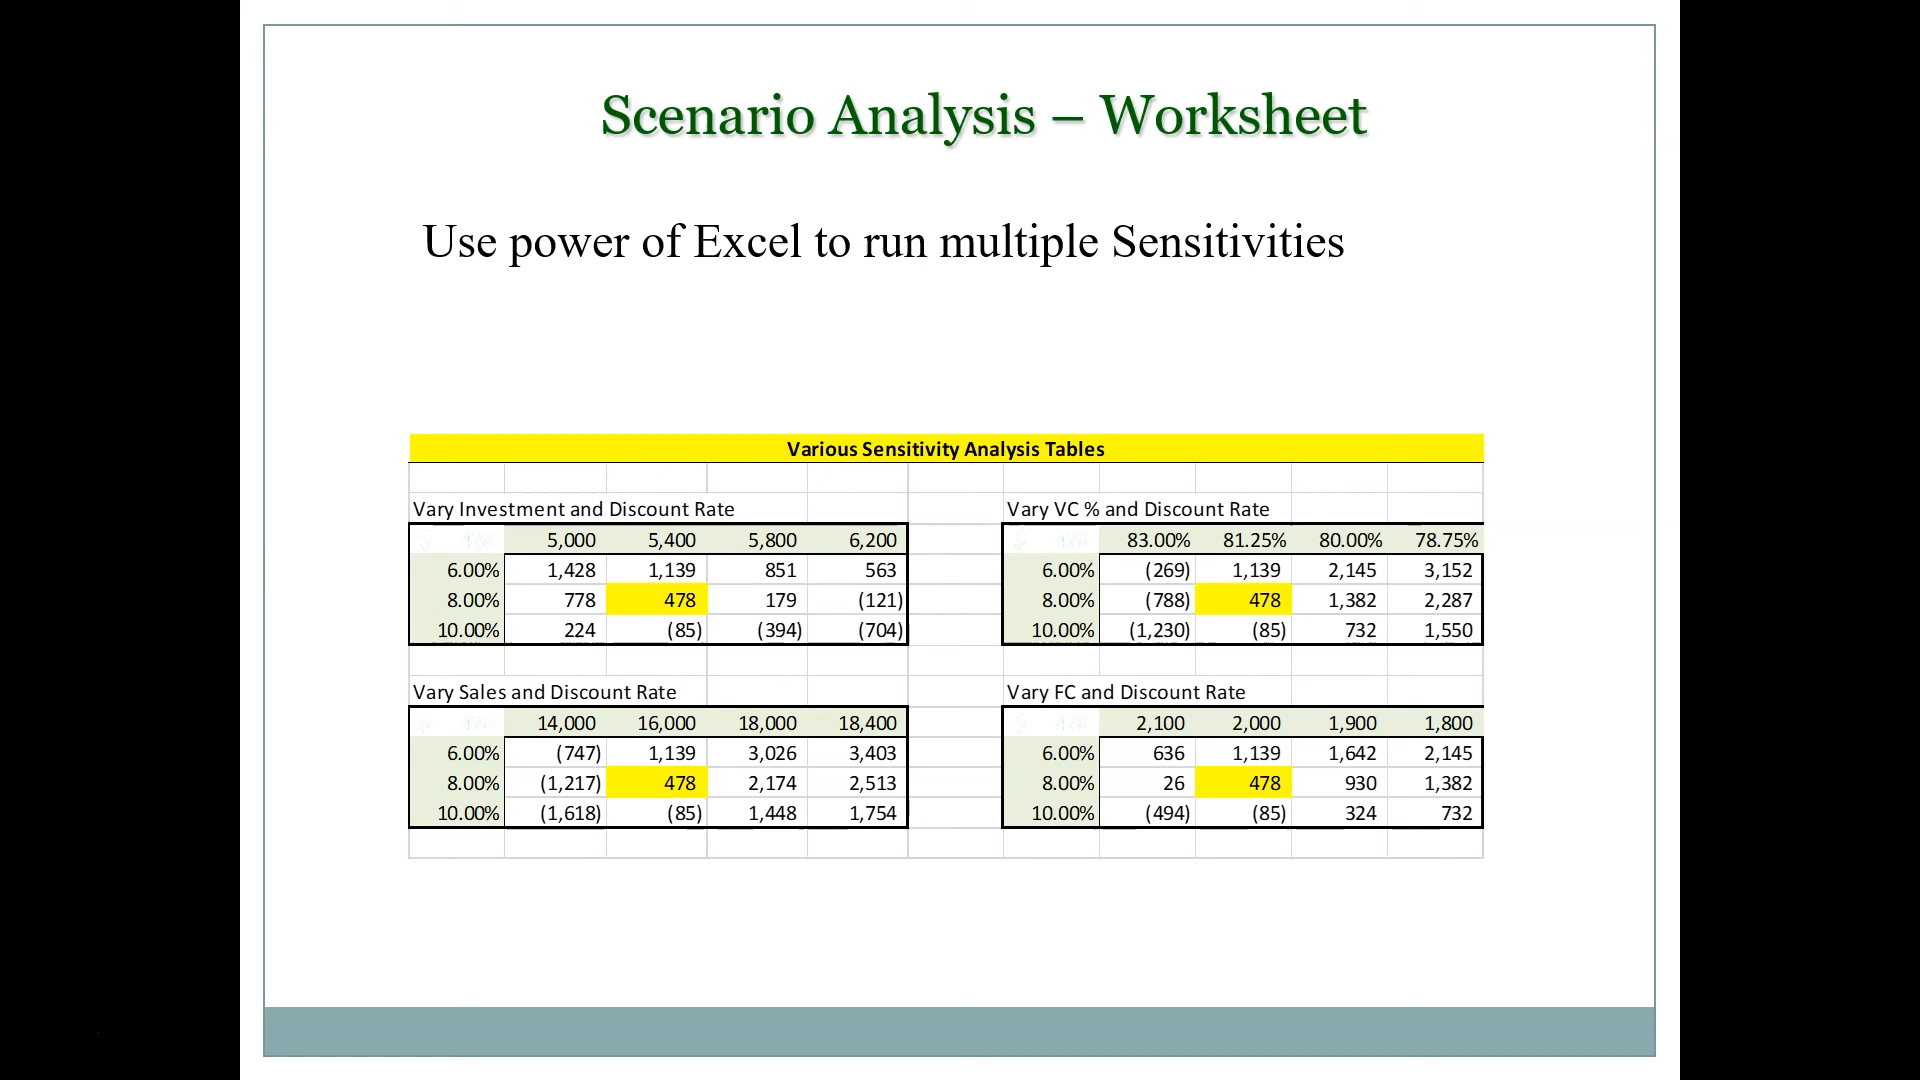 Scenario Analysis – Worksheet
Use power of Excel to run multiple Sensitivities
Various Sensitivity Analysis Tables
Vary Investment and Discount Rate
5,000 5,400 5,800 6,200
6.00% 1,428 1,139 851 563
8.00% 778 478 179 (121)
10.00% 224 (85) (394) (704)
Vary VC % and Discount Rate
83.00% 81.25% 80.00% 78.75%
6.00% (269) 1,139 2,145 3,152
8.00% (788) 478 1,382 2,287
10.00% (1,230) (85) 732 1,550
Vary Sales and Discount Rate
14,000 16,000 18,000 18,400
6.00% (747) 1,139 3,026 3,403
8.00% (1,217) 478 2,174 2,513
10.00% (1,618) (85) 1,448 1,754
Vary FC and Discount Rate
2,100 2,000 1,900 1,800
6.00% 636 1,139 1,642 2,145
8.00% 26 478 930 1,382
10.00% (494) (85) 324 732